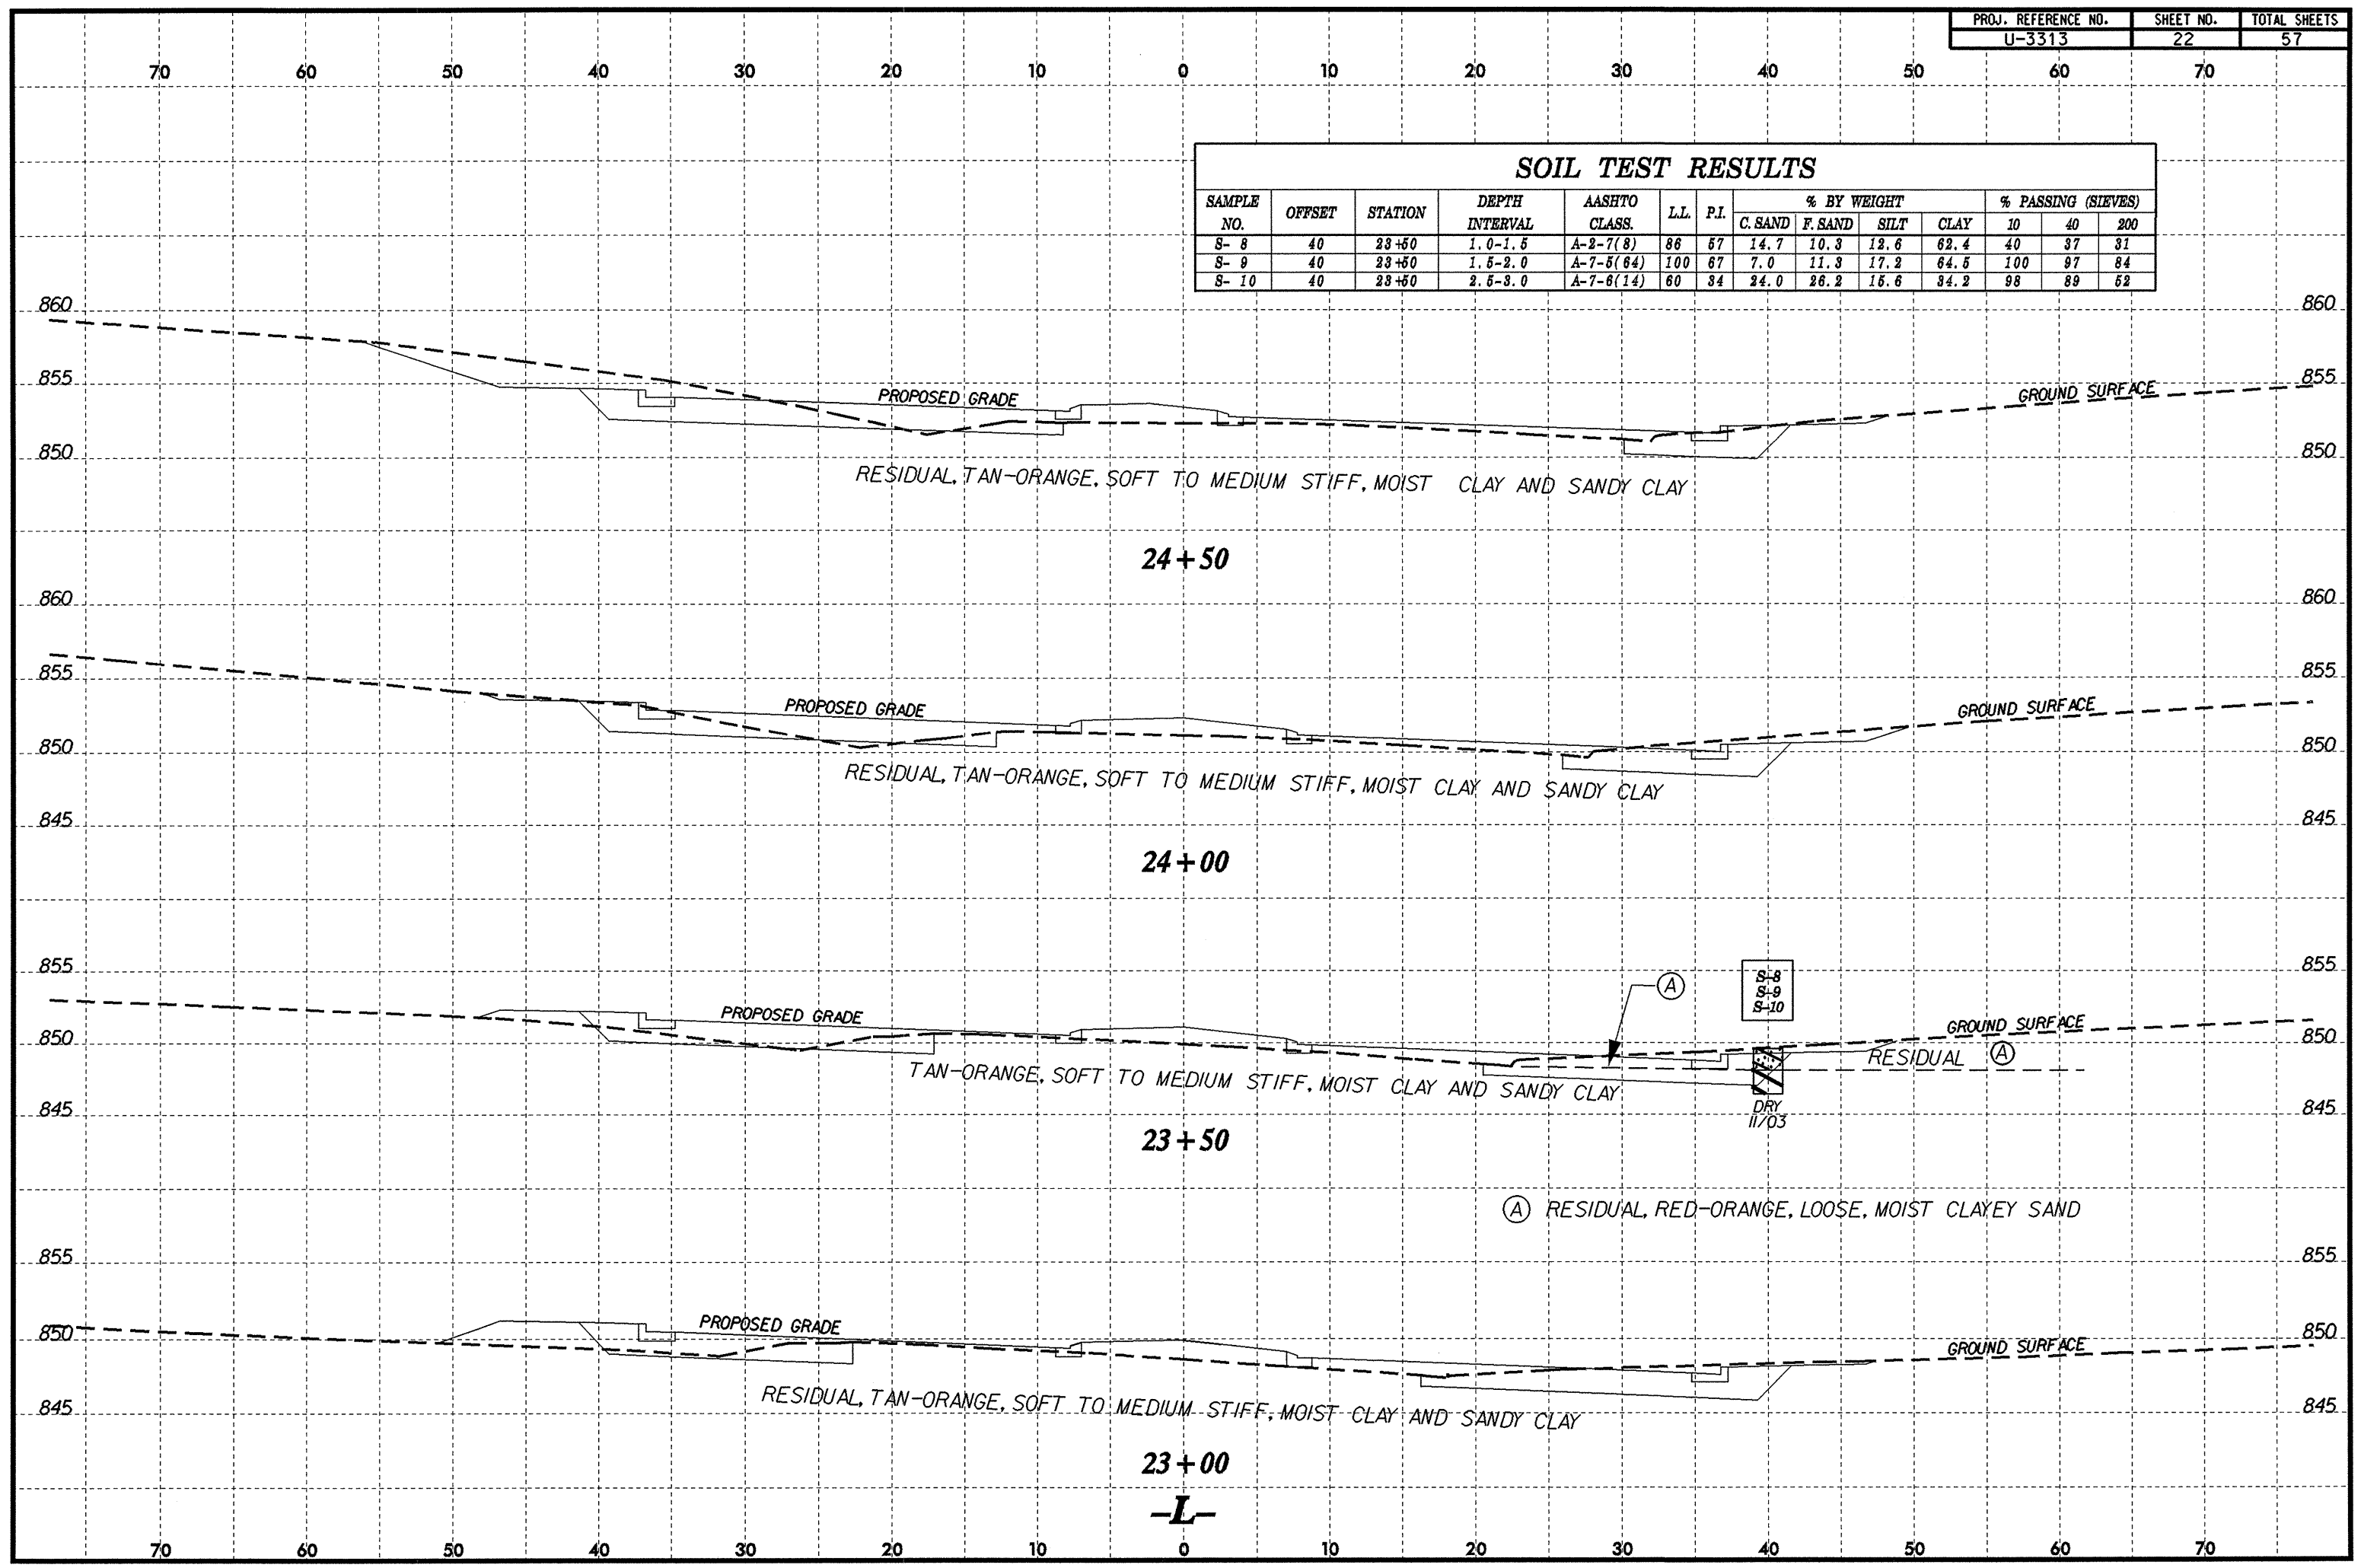 PROJ. REFERENCE NO. SHEET NO. TOTAL SHEETS
U-3313 22 57
70 60 50 40 30 20 10 0 10 20 30 40 50 60 70
SOIL TEST RESULTS
SAMPLE NO. OFFSET STATION DEPTH INTERVAL AASHTO CLASS. L.L. P.I. % BY WEIGHT % PASSING (SIEVES)
C. SAND F. SAND SILT CLAY 10 40 200
S- 8 40 23+50 1.0-1.5 A-2-7(8) 86 57 14.7 10.3 12.6 62.4 40 37 31
S- 9 40 23+50 1.5-2.0 A-7-5(64) 100 67 7.0 11.3 17.2 64.5 100 97 84
S- 10 40 23+50 2.5-3.0 A-7-6(14) 60 34 24.0 26.2 15.6 34.2 98 89 52
860 860
855 PROPOSED GRADE GROUND SURFACE 855
850 850
RESIDUAL, TAN-ORANGE, SOFT TO MEDIUM STIFF, MOIST CLAY AND SANDY CLAY
24+50
860 860
855 855
PROPOSED GRADE GROUND SURFACE
850 850
RESIDUAL, TAN-ORANGE, SOFT TO MEDIUM STIFF, MOIST CLAY AND SANDY CLAY
845 845
24+00
855 855
A S-8
S-9
S-10
PROPOSED GRADE GROUND SURFACE
850 850
RESIDUAL A
TAN-ORANGE, SOFT TO MEDIUM STIFF, MOIST CLAY AND SANDY CLAY
845 845
DRY
11/03
23+50
A RESIDUAL, RED-ORANGE, LOOSE, MOIST CLAYEY SAND
855 855
PROPOSED GRADE
850 850
GROUND SURFACE
RESIDUAL, TAN-ORANGE, SOFT TO MEDIUM STIFF, MOIST CLAY AND SANDY CLAY
845 845
23+00
-L-
70 60 50 40 30 20 10 0 10 20 30 40 50 60 70